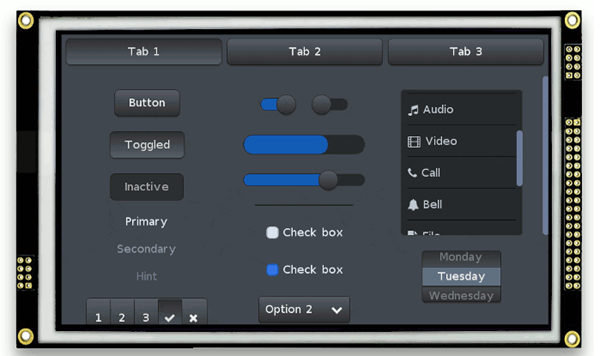 Tab 1
Tab 2
Tab 3
Button
Toggled
Inactive
Primary
Secondary
Hint
1 2 3
Check box
Check box
Option 2
Audio
Video
Call
Bell
File
Monday
Tuesday
Wednesday